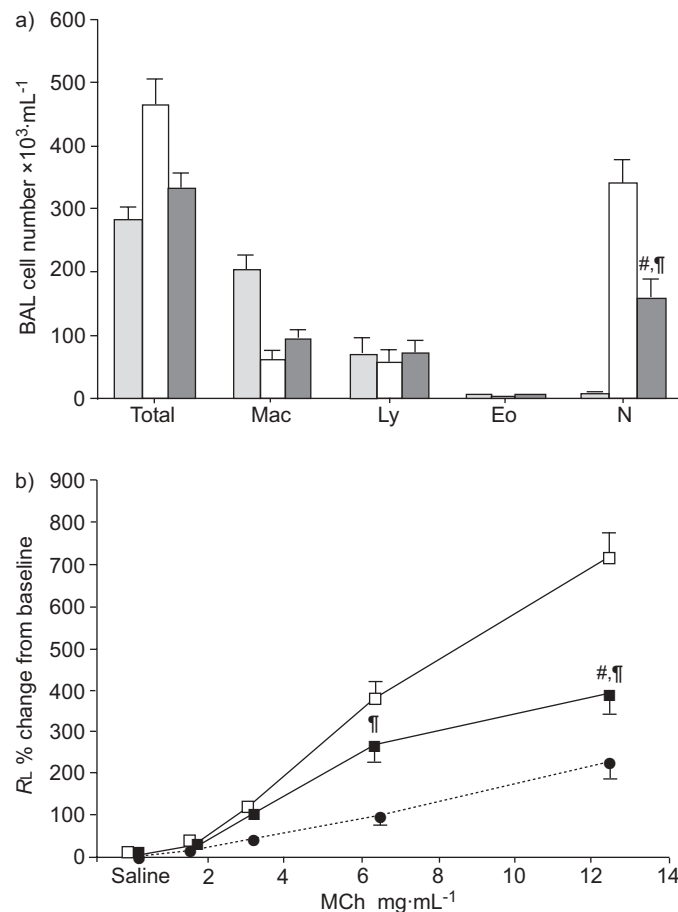 a)
600
500
400
300
200
100
0
BAL cell number ×10³·mL⁻¹
#,¶
Total Mac Ly Eo N
b)
900
800
700
600
500
400
300
200
100
0
RL % change from baseline
¶
#,¶
Saline 2 4 6 8 10 12 14
MCh mg·mL⁻¹